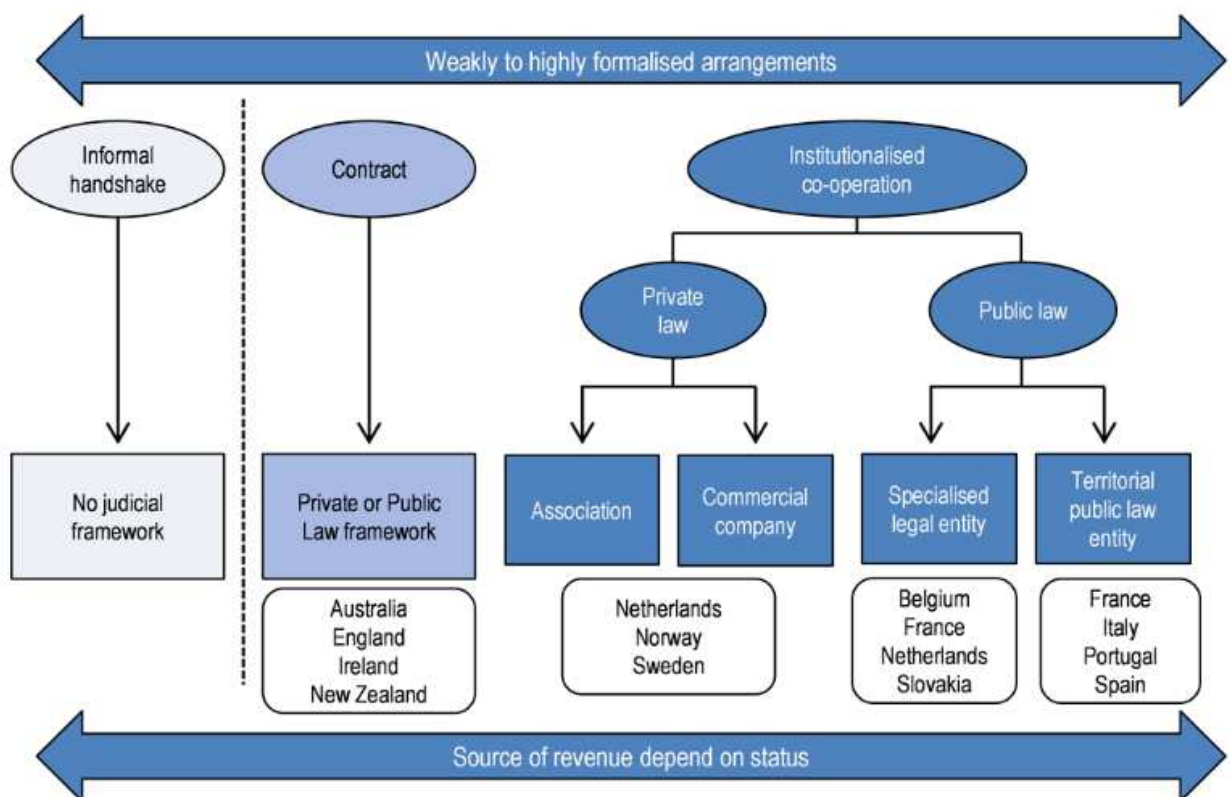 Weakly to highly formalised arrangements
Informal
handshake
Contract
Institutionalised
co-operation
Private
law
Public law
No judicial
framework
Private or Public
Law framework
Association
Commercial
company
Specialised
legal entity
Territorial
public law
entity
Australia
England
Ireland
New Zealand
Netherlands
Norway
Sweden
Belgium
France
Netherlands
Slovakia
France
Italy
Portugal
Spain
Source of revenue depend on status